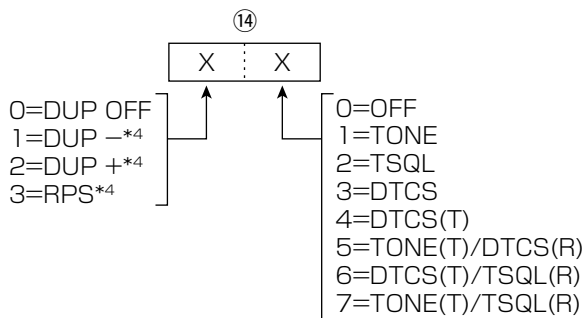 ⑭
X X
0=DUP OFF
1=DUP –*4
2=DUP +*4
3=RPS*4
0=OFF
1=TONE
2=TSQL
3=DTCS
4=DTCS(T)
5=TONE(T)/DTCS(R)
6=DTCS(T)/TSQL(R)
7=TONE(T)/TSQL(R)